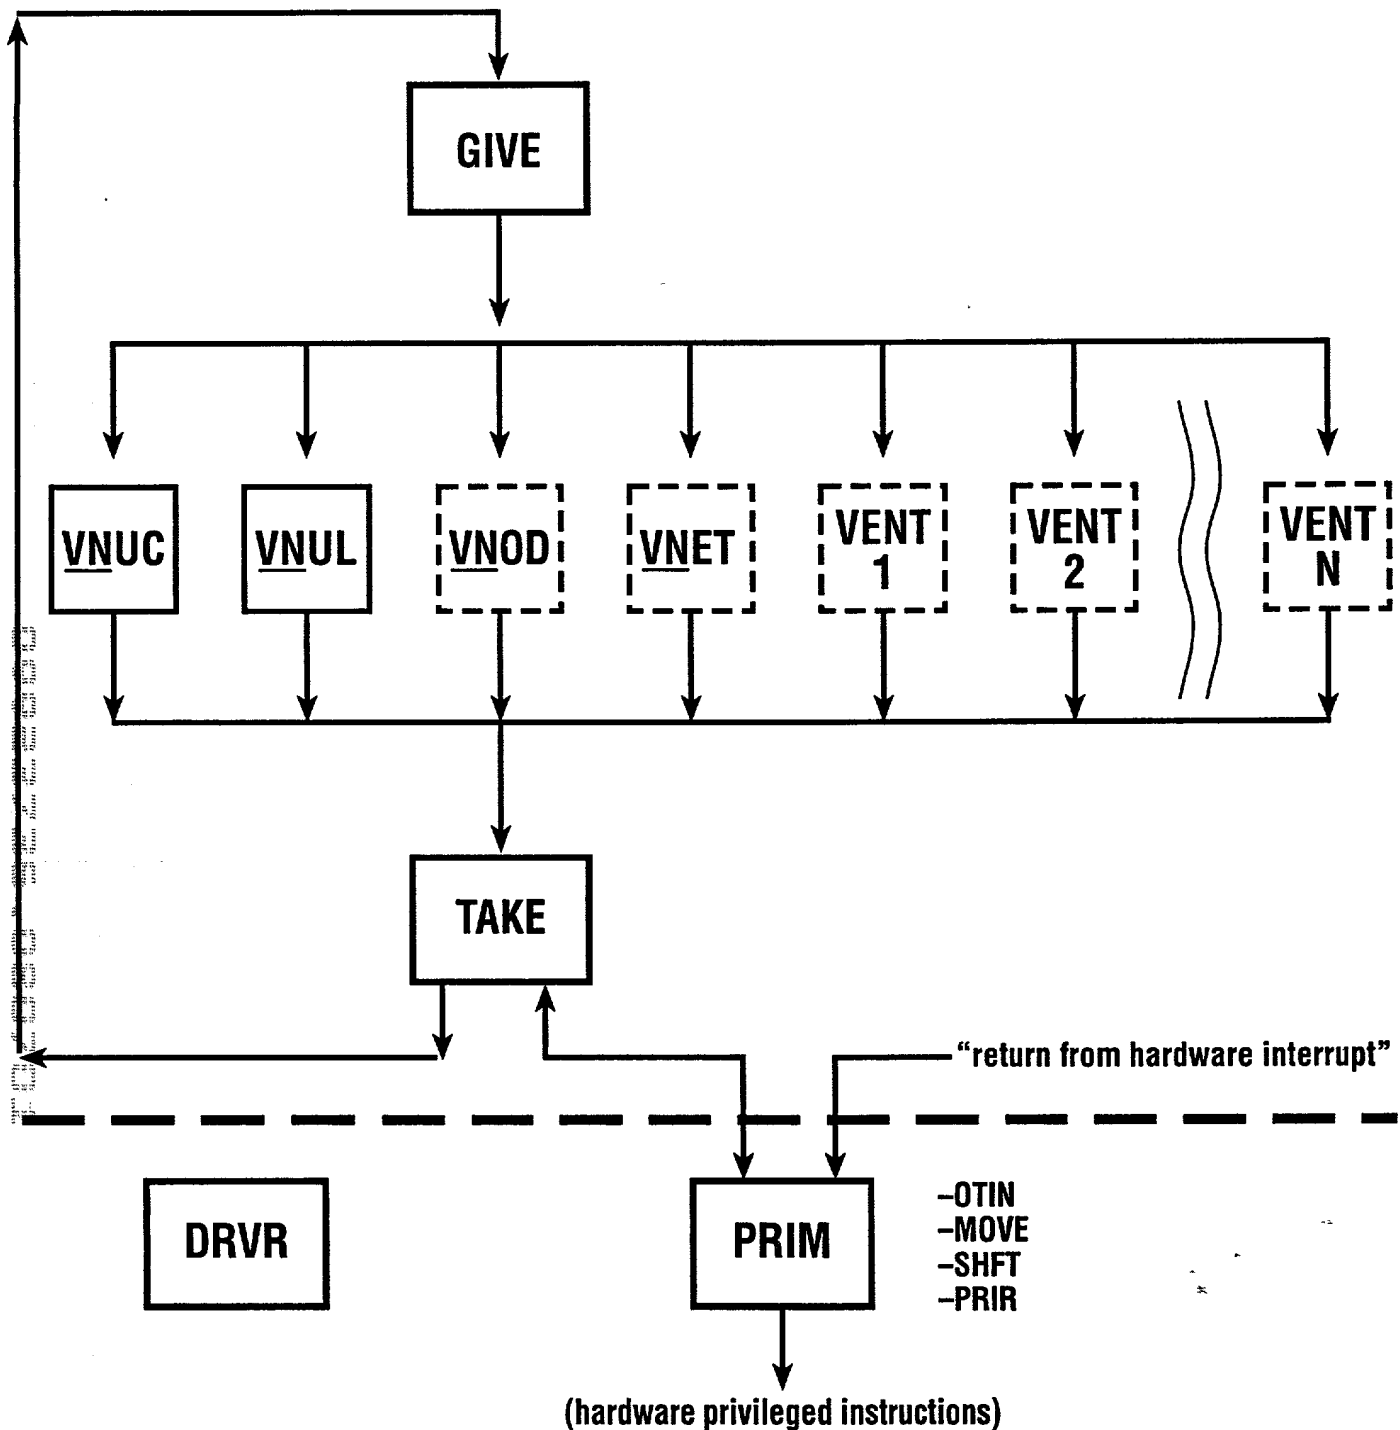 GIVE
VNUC
VNUL
VNOD
VNET
VENT
1
VENT
2
VENT
N
TAKE
“return from hardware interrupt”
DRVR
PRIM
–OTIN
–MOVE
–SHFT
–PRIR
(hardware privileged instructions)